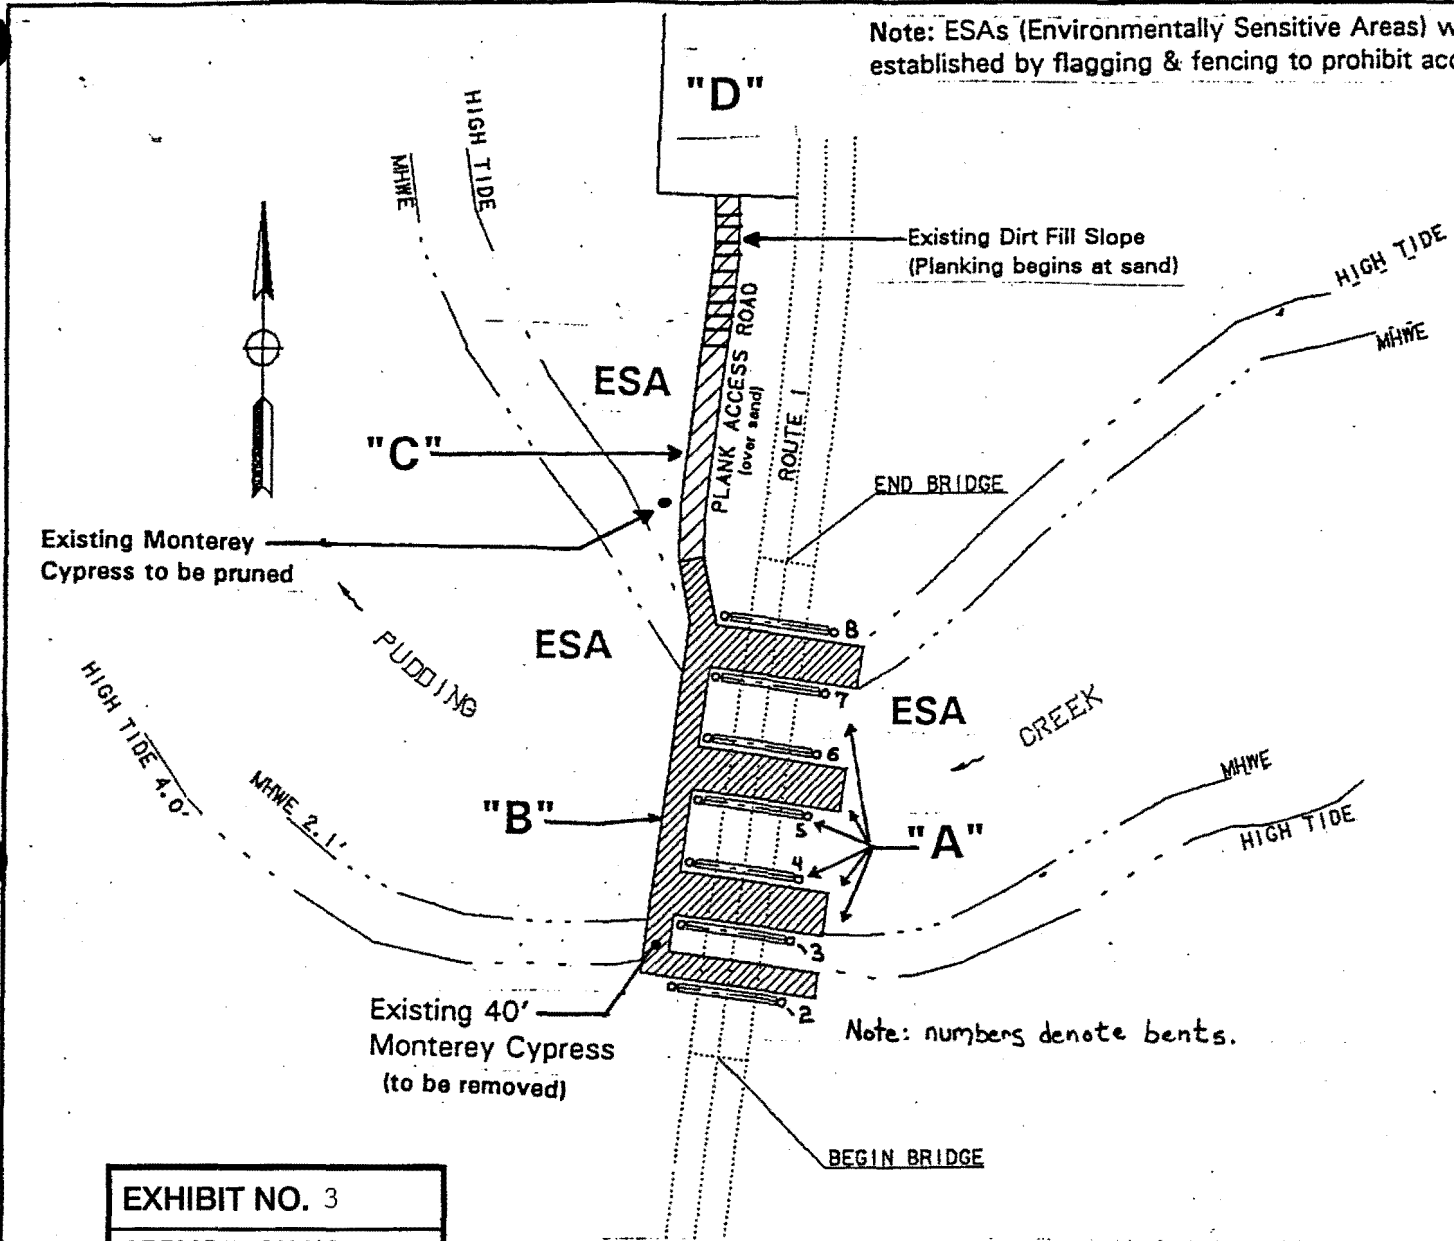 Note: ESAs (Environmentally Sensitive Areas)
established by flagging & fencing to prohibit
"D"
HIGH TIDE
MHWE
Existing Dirt Fill Slope
(Planking begins at sand)
HIGH TIDE
MHWE
PLANK ACCESS ROAD
(over sand)
ROUTE 1
ESA
"C"
END BRIDGE
Existing Monterey
Cypress to be pruned
8
ESA
PUDDING
7
ESA
CREEK
HIGH TIDE 4.0'
6
MHWE
MHWE 2.1'
"B"
5
"A"
HIGH TIDE
4
3
Existing 40'
Monterey Cypress
(to be removed)
2
Note: numbers denote bents.
BEGIN BRIDGE
EXHIBIT NO. 3